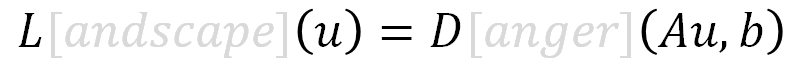 L[andscape](u) = D[anger](Au, b)